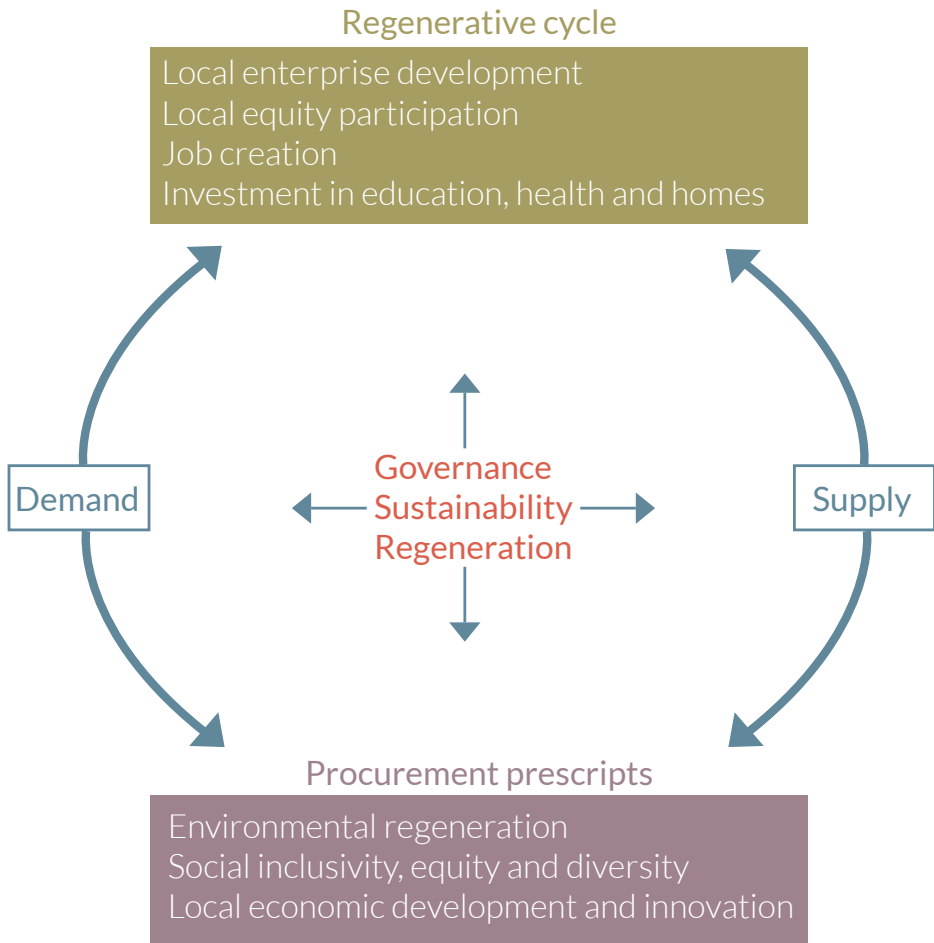 Regenerative cycle
Local enterprise development
Local equity participation
Job creation
Investment in education, health and homes
Demand
Governance
Sustainability
Regeneration
Supply
Procurement prescripts
Environmental regeneration
Social inclusivity, equity and diversity
Local economic development and innovation